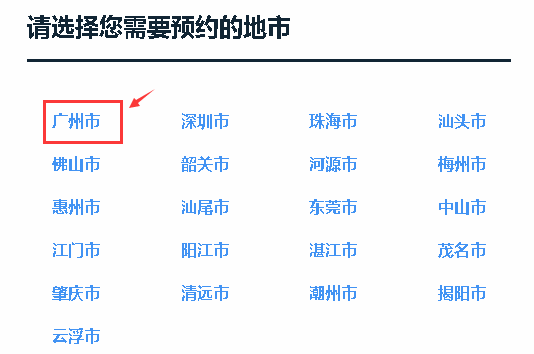 请选择您需要预约的地市
广州市 深圳市 珠海市 汕头市
佛山市 韶关市 河源市 梅州市
惠州市 汕尾市 东莞市 中山市
江门市 阳江市 湛江市 茂名市
肇庆市 清远市 潮州市 揭阳市
云浮市